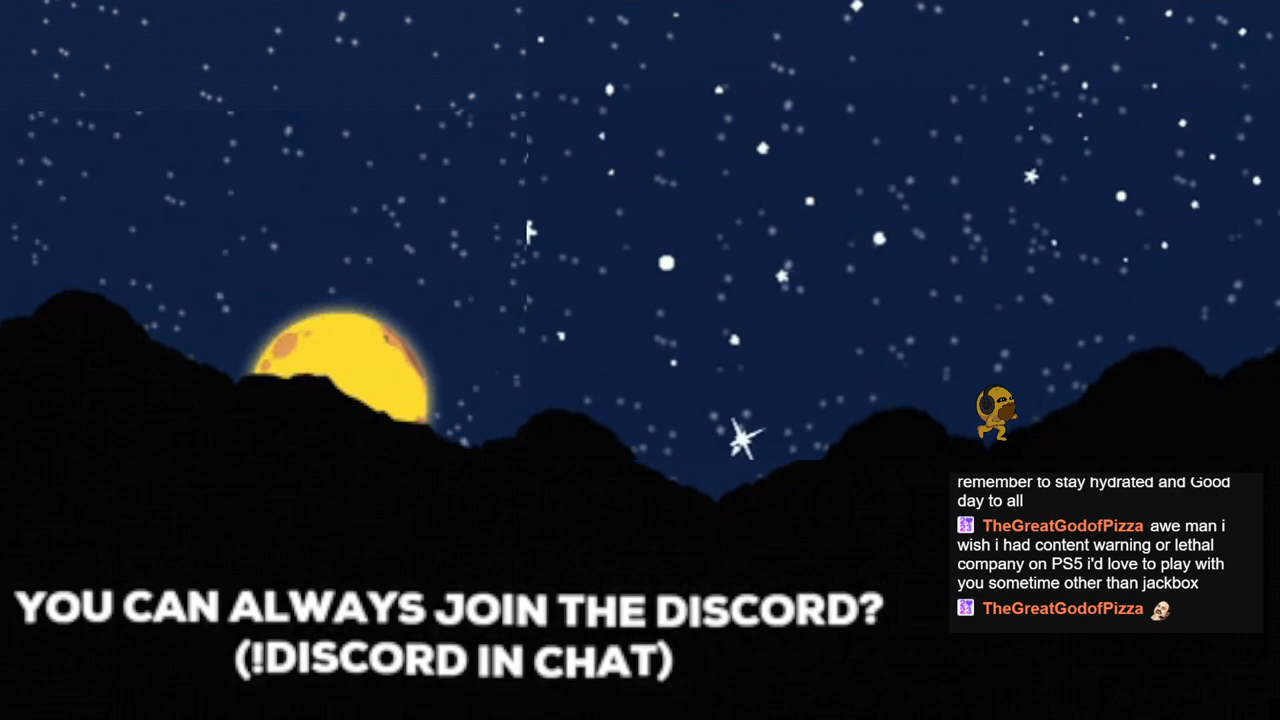 remember to stay hydrated and Good
day to all
TheGreatGodofPizza awe man i
wish i had content warning or lethal
company on PS5 i'd love to play with
you sometime other than jackbox
TheGreatGodofPizza
YOU CAN ALWAYS JOIN THE DISCORD?
(!DISCORD IN CHAT)